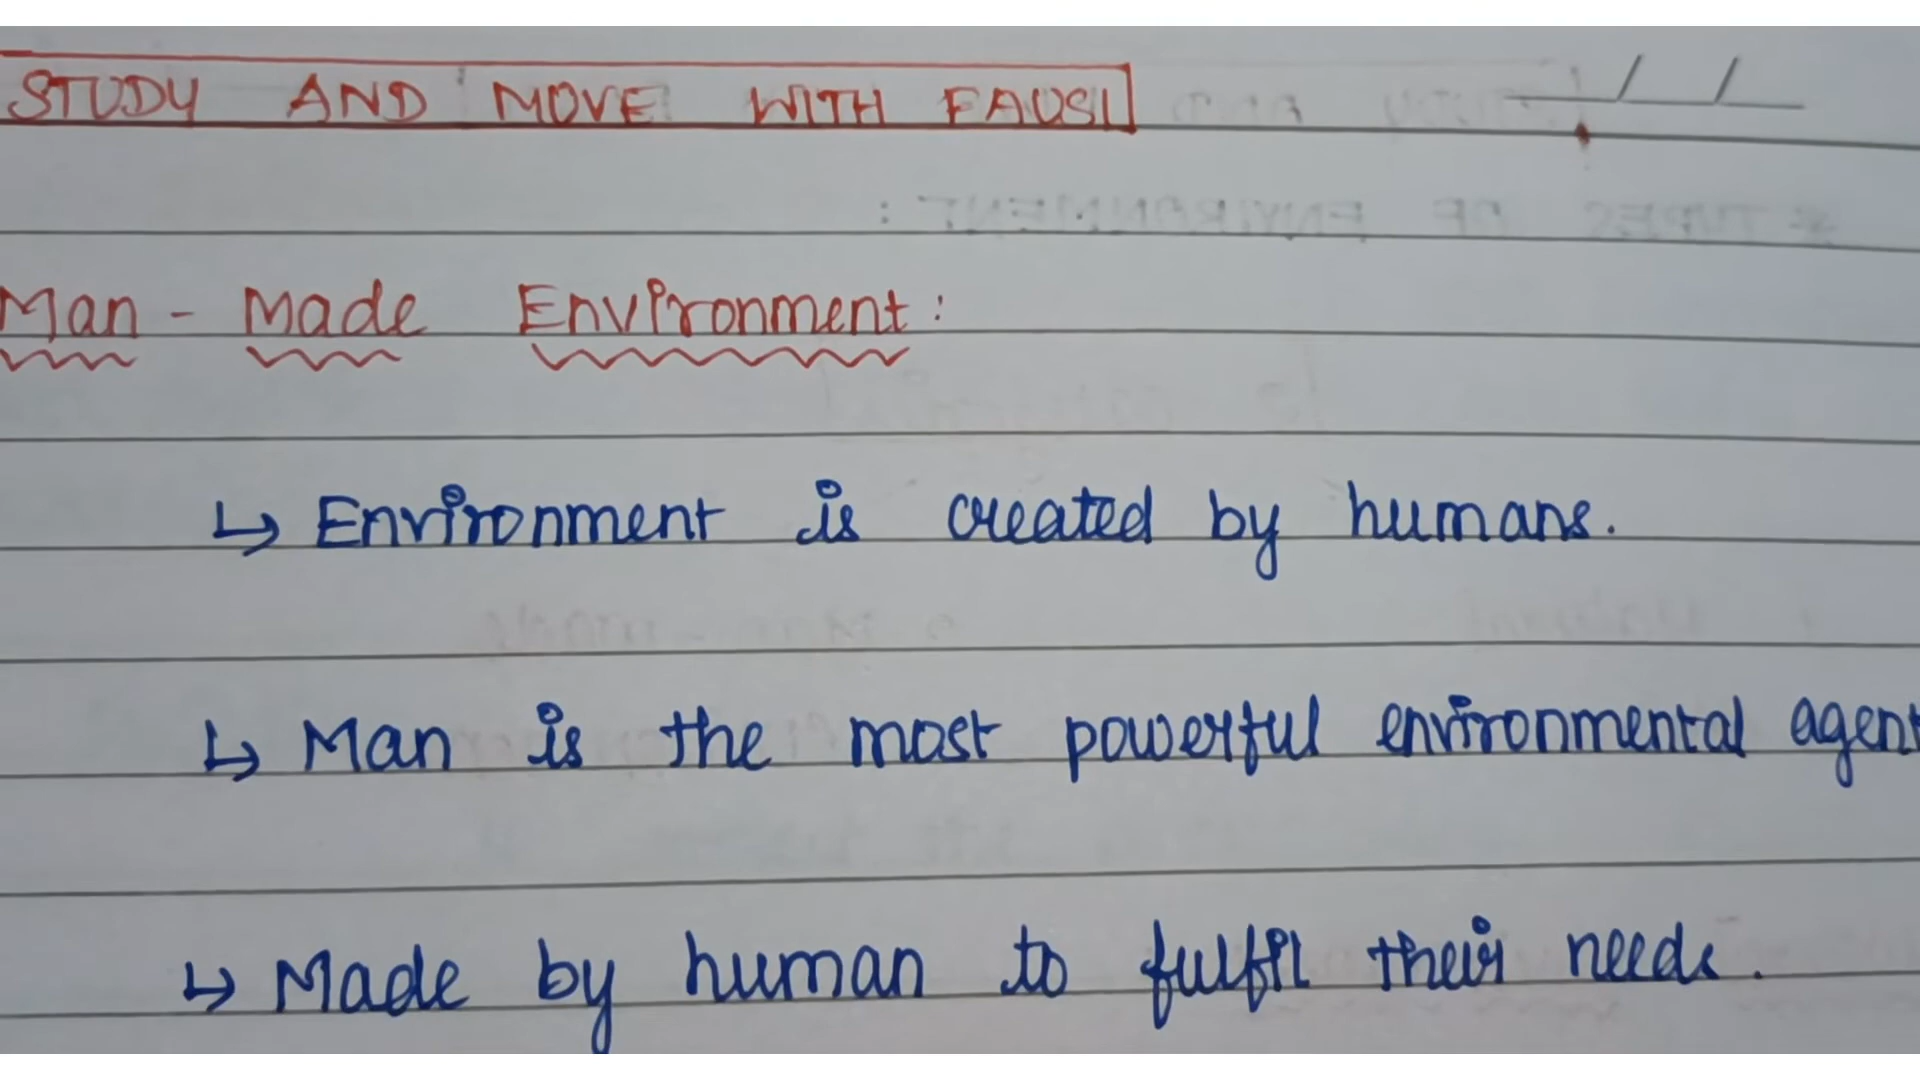 STUDY AND MOVE WITH FAUSI
Man - Made Environment:
↳ Environment is created by humans.
↳ Man is the most powerful environmental agent
↳ Made by human to fulfil their needs.